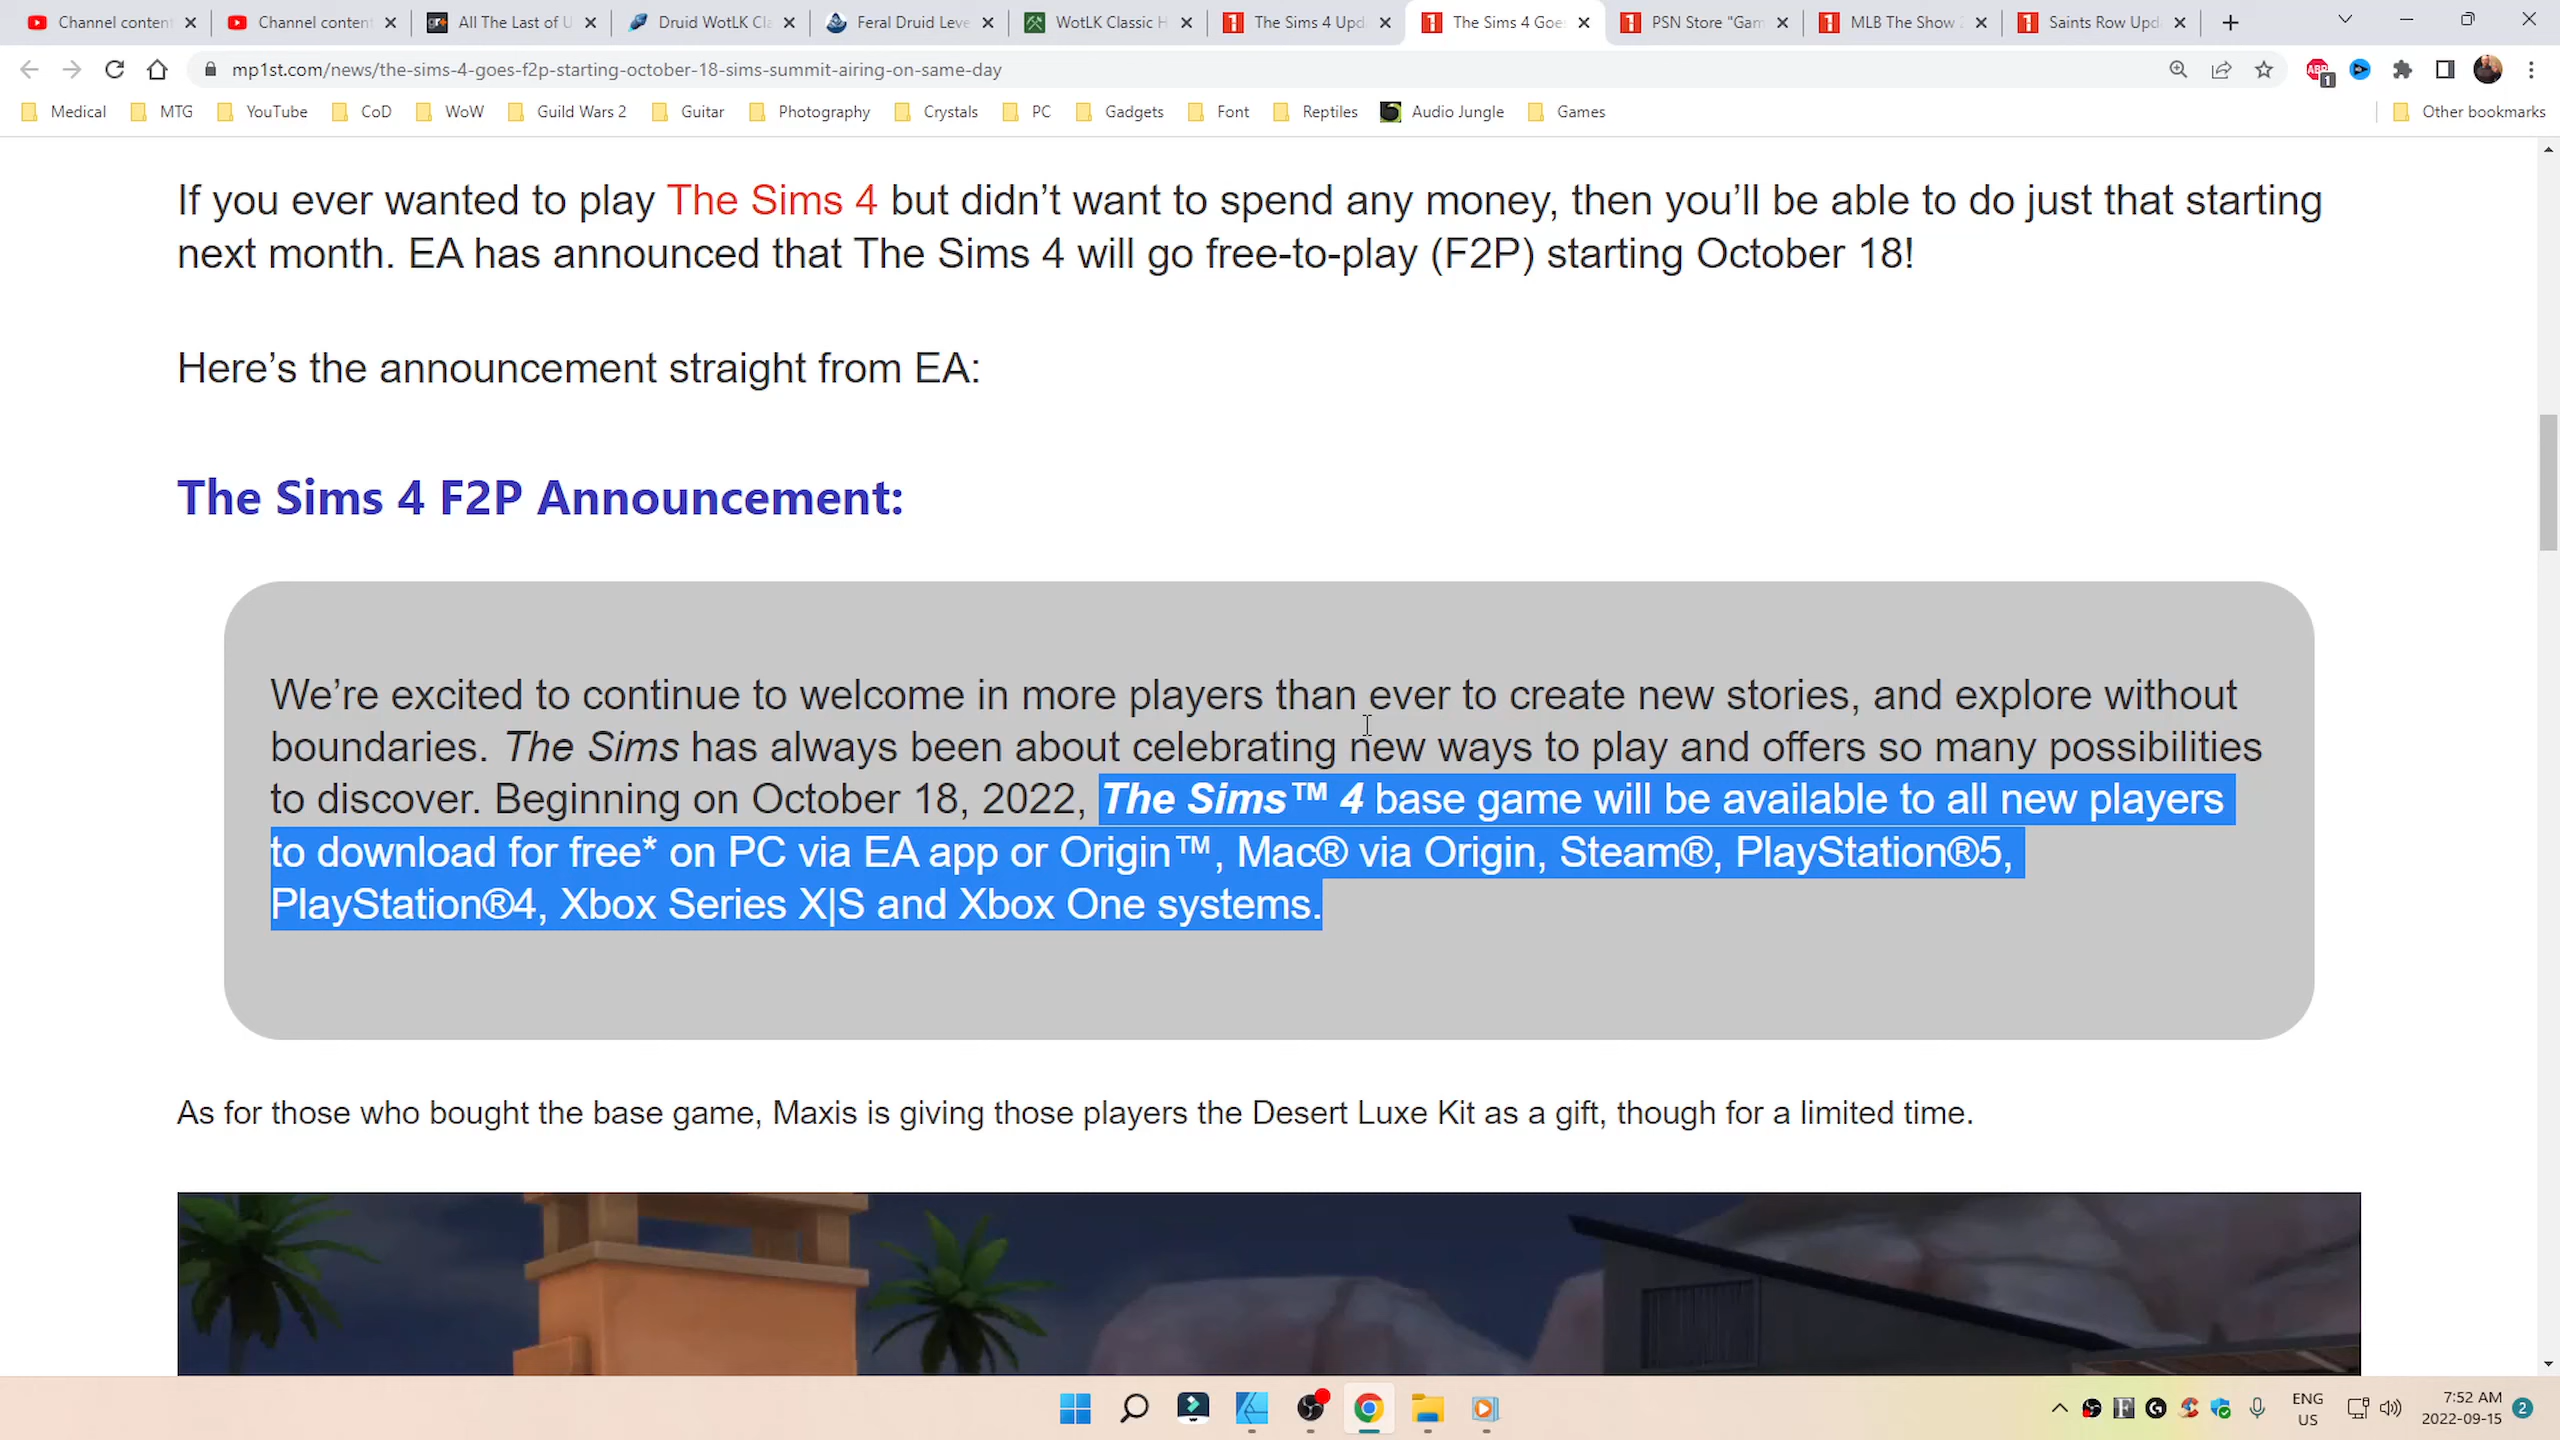 Channel content
Channel content
All The Last of U
Druid WotLK Cla
Feral Druid Leve
WotLK Classic H
The Sims 4 Upd
The Sims 4 Goe
PSN Store "Gam
MLB The Show 2
Saints Row Upd
mp1st.com/news/the-sims-4-goes-f2p-starting-october-18-sims-summit-airing-on-same-day
ABP
1
Medical
MTG
YouTube
CoD
WoW
Guild Wars 2
Guitar
Photography
Crystals
PC
Gadgets
Font
Reptiles
Audio Jungle
Games
Other bookmarks
If you ever wanted to play The Sims 4 but didn’t want to spend any money, then you’ll be able to do just that starting
next month. EA has announced that The Sims 4 will go free-to-play (F2P) starting October 18!
Here’s the announcement straight from EA:
The Sims 4 F2P Announcement:
We’re excited to continue to welcome in more players than ever to create new stories, and explore without
boundaries. The Sims has always been about celebrating new ways to play and offers so many possibilities
to discover. Beginning on October 18, 2022, The Sims™ 4 base game will be available to all new players
to download for free* on PC via EA app or Origin™, Mac® via Origin, Steam®, PlayStation®5,
PlayStation®4, Xbox Series X|S and Xbox One systems.
As for those who bought the base game, Maxis is giving those players the Desert Luxe Kit as a gift, though for a limited time.
ENG
US
7:52 AM
2022-09-15
2